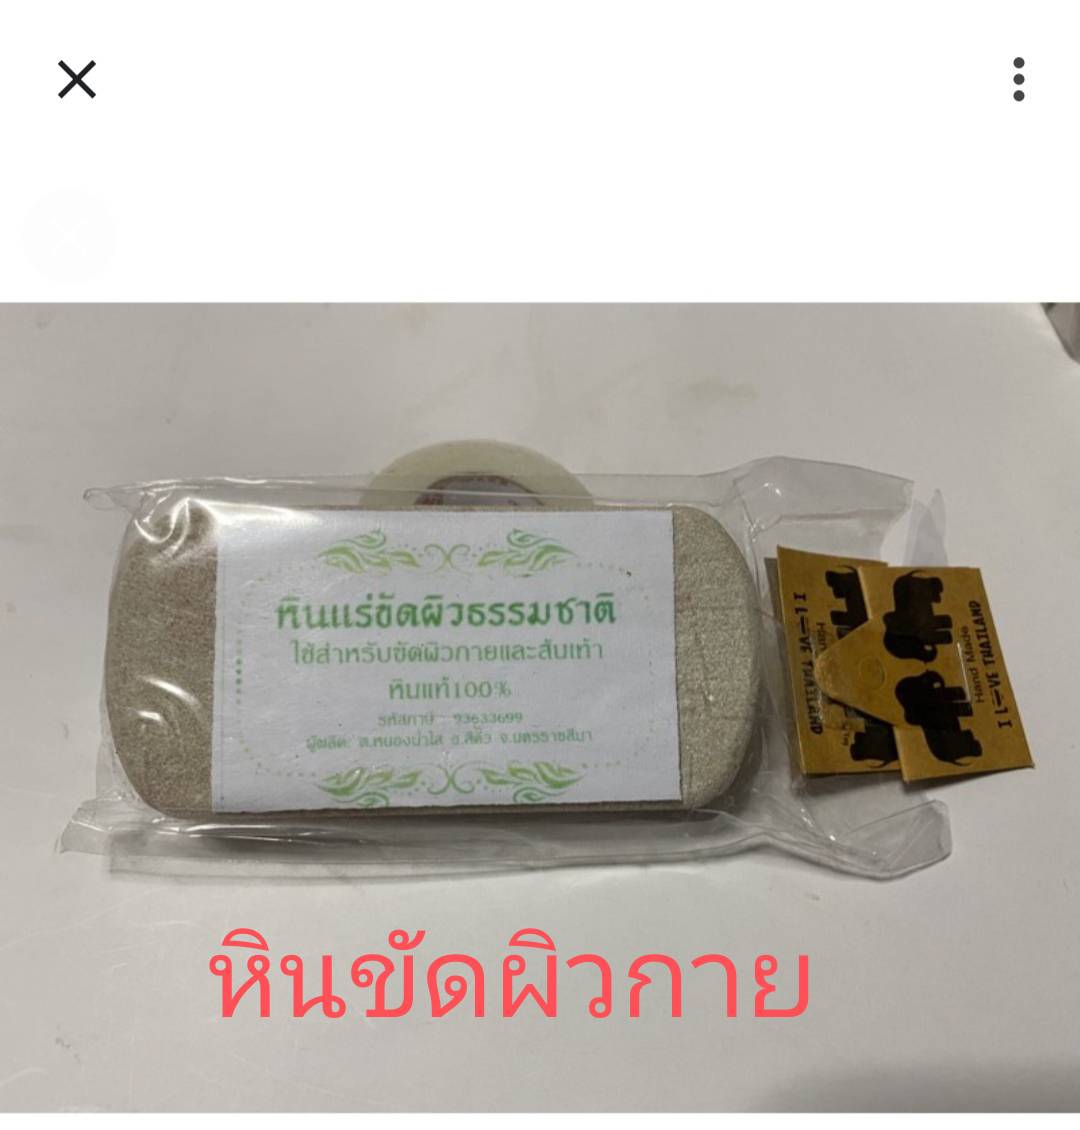 หินแร่ขัดผิวธรรมชาติ
ใช้สำหรับขัดผิวกายและส้นเท้า
หินแท้100%
รหัสภาษี 93633699
ผู้ผลิต ต.หนองน้ำใส อ.สีคิ้ว จ.นครราชสีมา
Hand Made
I LOVE THAILAND
I LOVE THAILAND
หินขัดผิวกาย